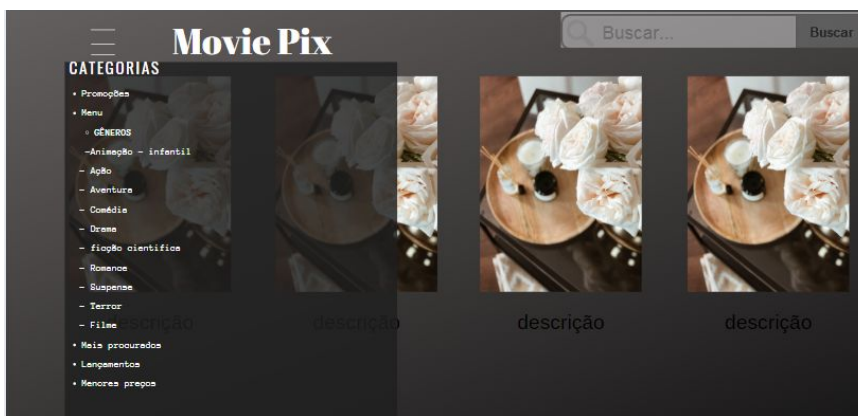 Movie Pix
Buscar...
Buscar
CATEGORIAS
• Promoções
• Menu
◦ GÊNEROS
-Animação - infantil
- Ação
- Aventura
- Comédia
- Drama
- ficção cientifica
- Romance
- Suspense
- Terror
- Filme
• Mais procurados
• Lançamentos
• Menores preços
descrição
descrição
descrição
descrição